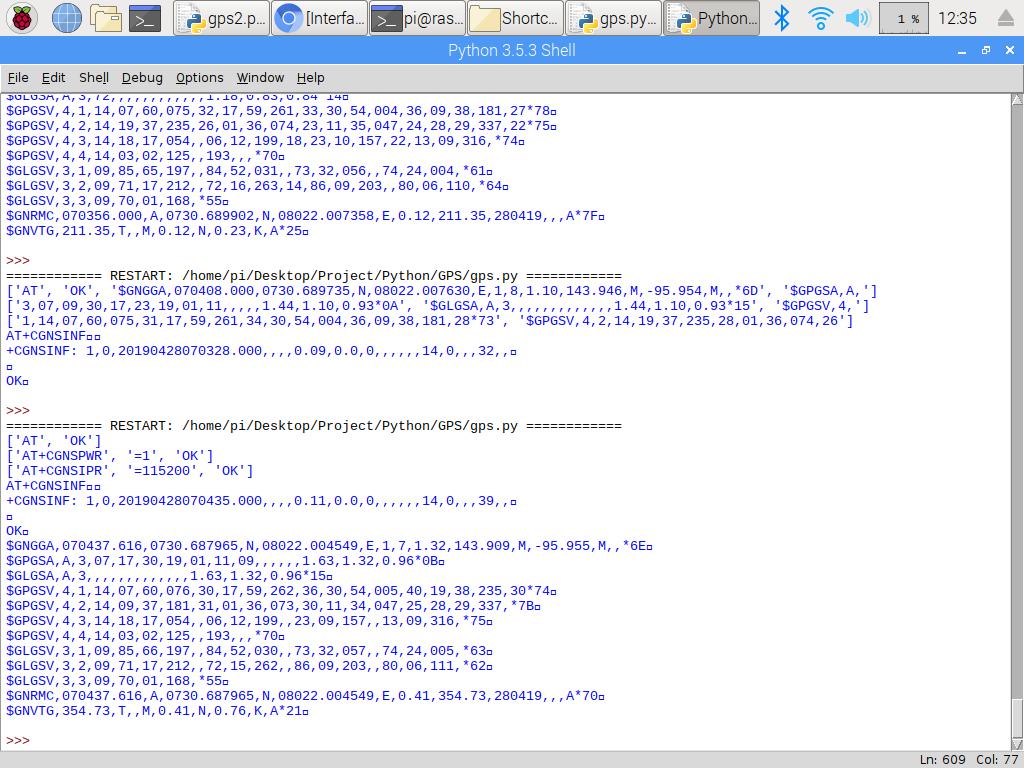 gps2.p...
[Interfa...
pi@ras...
Shortc...
gps.py...
Python...
1 %
12:35
Python 3.5.3 Shell
File Edit Shell Debug Options Window Help
$GLGSA,A,3,72,,,,,,,,,,,,1.18,0.83,0.84*14
$GPGSV,4,1,14,07,60,075,32,17,59,261,33,30,54,004,36,09,38,181,27*78
$GPGSV,4,2,14,19,37,235,26,01,36,074,23,11,35,047,24,28,29,337,22*75
$GPGSV,4,3,14,18,17,054,,06,12,199,18,23,10,157,22,13,09,316,*74
$GPGSV,4,4,14,03,02,125,,193,,,*70
$GLGSV,3,1,09,85,65,197,,84,52,031,,73,32,056,,74,24,004,*61
$GLGSV,3,2,09,71,17,212,,72,16,263,14,86,09,203,,80,06,110,*64
$GLGSV,3,3,09,70,01,168,*55
$GNRMC,070356.000,A,0730.689902,N,08022.007358,E,0.12,211.35,280419,,,A*7F
$GNVTG,211.35,T,,M,0.12,N,0.23,K,A*25
>>>
============ RESTART: /home/pi/Desktop/Project/Python/GPS/gps.py ============
['AT', 'OK', '$GNGGA,070408.000,0730.689735,N,08022.007630,E,1,8,1.10,143.946,M,-95.954,M,,*6D', '$GPGSA,A,']
['3,07,09,30,17,23,19,01,11,,,,,1.44,1.10,0.93*0A', '$GLGSA,A,3,,,,,,,,,,,,,1.44,1.10,0.93*15', '$GPGSV,4,']
['1,14,07,60,075,31,17,59,261,34,30,54,004,36,09,38,181,28*73', '$GPGSV,4,2,14,19,37,235,28,01,36,074,26']
AT+CGNSINF
+CGNSINF: 1,0,20190428070328.000,,,,0.09,0.0,0,,,,,,14,0,,,32,,
OK
>>>
============ RESTART: /home/pi/Desktop/Project/Python/GPS/gps.py ============
['AT', 'OK']
['AT+CGNSPWR', '=1', 'OK']
['AT+CGNSIPR', '=115200', 'OK']
AT+CGNSINF
+CGNSINF: 1,0,20190428070435.000,,,,0.11,0.0,0,,,,,,14,0,,,39,,
OK
$GNGGA,070437.616,0730.687965,N,08022.004549,E,1,7,1.32,143.909,M,-95.955,M,,*6E
$GPGSA,A,3,07,17,30,19,01,11,09,,,,,,1.63,1.32,0.96*0B
$GLGSA,A,3,,,,,,,,,,,,,1.63,1.32,0.96*15
$GPGSV,4,1,14,07,60,076,30,17,59,262,36,30,54,005,40,19,38,235,30*74
$GPGSV,4,2,14,09,37,181,31,01,36,073,30,11,34,047,25,28,29,337,*7B
$GPGSV,4,3,14,18,17,054,,06,12,199,,23,09,157,,13,09,316,*75
$GPGSV,4,4,14,03,02,125,,193,,,*70
$GLGSV,3,1,09,85,66,197,,84,52,030,,73,32,057,,74,24,005,*63
$GLGSV,3,2,09,71,17,212,,72,15,262,,86,09,203,,80,06,111,*62
$GLGSV,3,3,09,70,01,168,*55
$GNRMC,070437.616,A,0730.687965,N,08022.004549,E,0.41,354.73,280419,,,A*70
$GNVTG,354.73,T,,M,0.41,N,0.76,K,A*21
>>>
Ln: 609 Col: 77